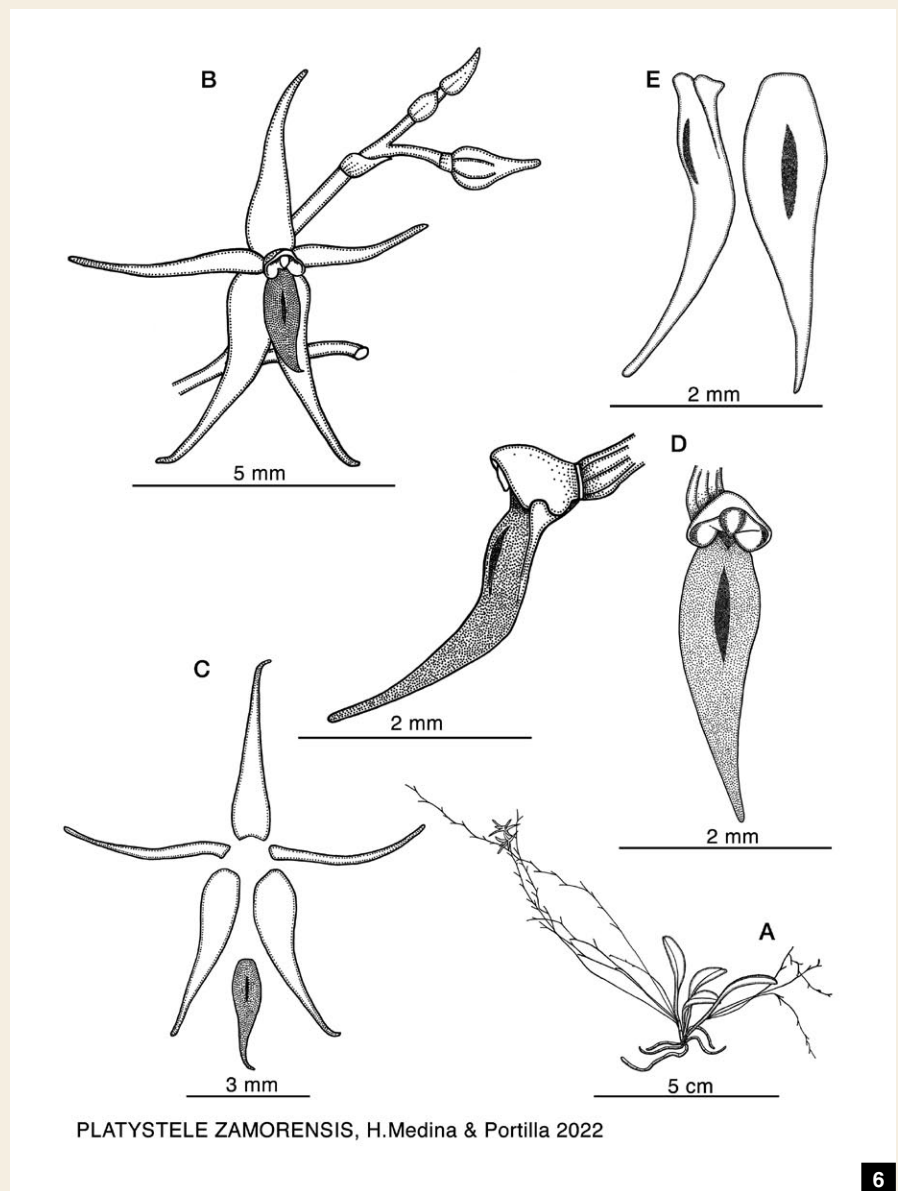 B
E
2 mm
5 mm
D
C
2 mm
2 mm
A
3 mm
5 cm
PLATYSTELE ZAMORENSIS, H.Medina & Portilla 2022
6